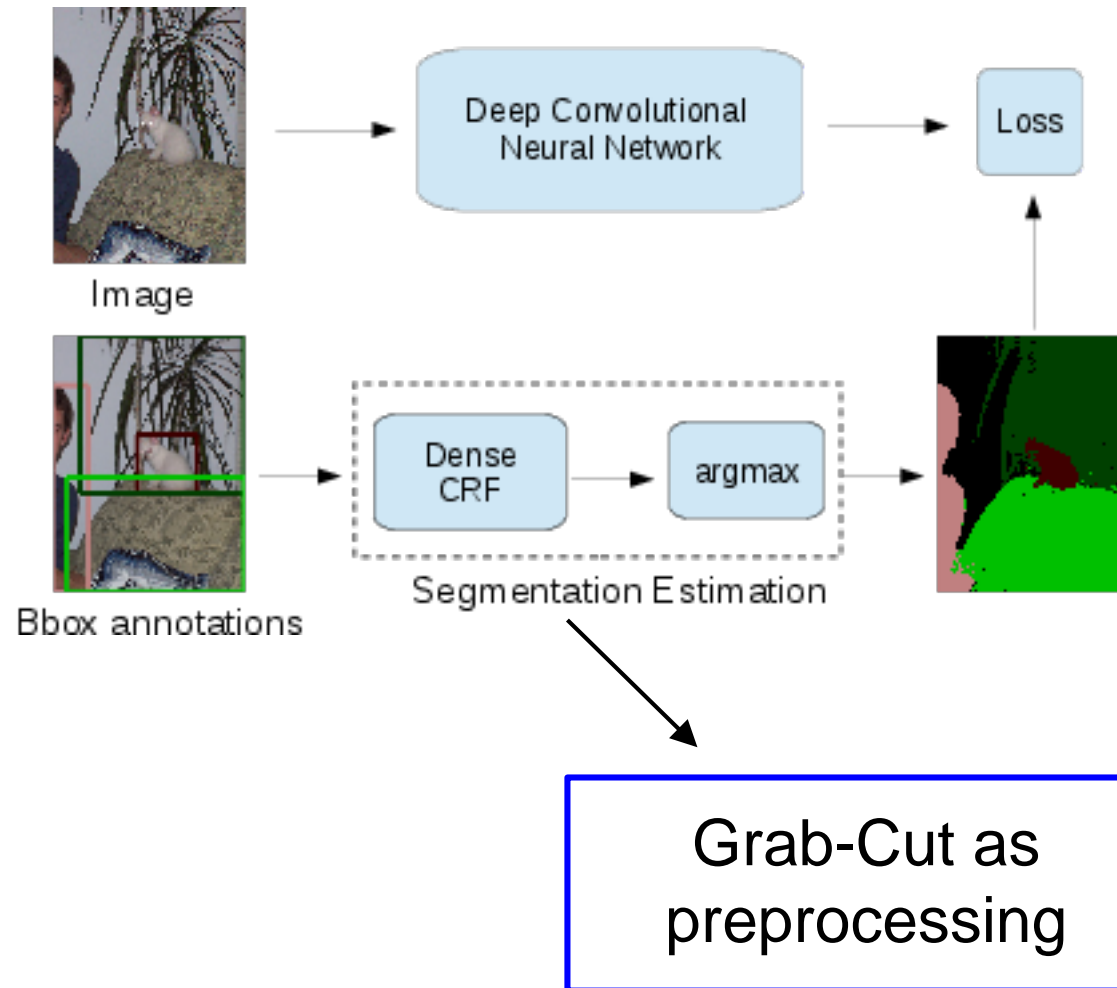 Deep Convolutional
Neural Network
Loss
Image
Dense
CRF
argmax
Segmentation Estimation
Bbox annotations
Grab-Cut as
preprocessing